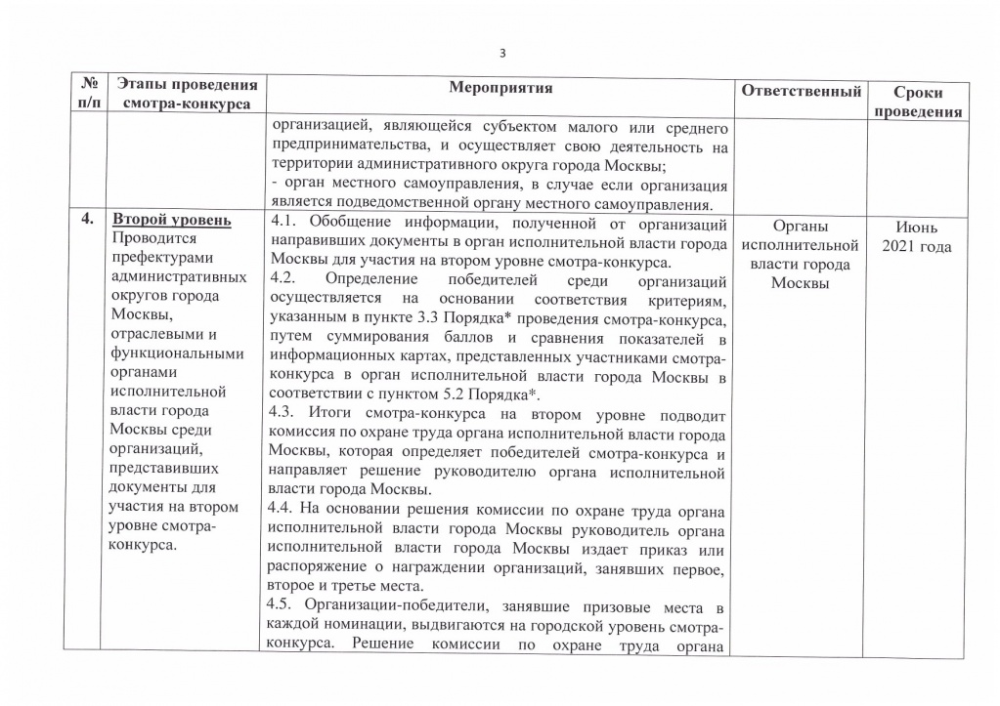 3
№
п/п
Этапы проведения
смотра-конкурса
Мероприятия
Ответственный
Сроки
проведения
организацией, являющейся субъектом малого или среднего
предпринимательства, и осуществляет свою деятельность на
территории административного округа города Москвы;
- орган местного самоуправления, в случае если организация
является подведомственной органу местного самоуправления.
4.
Второй уровень
Проводится
префектурами
административных
округов города
Москвы,
отраслевыми и
функциональными
органами
исполнительной
власти города
Москвы среди
организаций,
представивших
документы для
участия на втором
уровне смотра-
конкурса.
4.1. Обобщение информации, полученной от организаций
направивших документы в орган исполнительной власти города
Москвы для участия на втором уровне смотра-конкурса.
4.2. Определение победителей среди организаций
осуществляется на основании соответствия критериям,
указанным в пункте 3.3 Порядка* проведения смотра-конкурса,
путем суммирования баллов и сравнения показателей в
информационных картах, представленных участниками смотра-
конкурса в орган исполнительной власти города Москвы в
соответствии с пунктом 5.2 Порядка*.
4.3. Итоги смотра-конкурса на втором уровне подводит
комиссия по охране труда органа исполнительной власти города
Москвы, которая определяет победителей смотра-конкурса и
направляет решение руководителю органа исполнительной
власти города Москвы.
4.4. На основании решения комиссии по охране труда органа
исполнительной власти города Москвы руководитель органа
исполнительной власти города Москвы издает приказ или
распоряжение о награждении организаций, занявших первое,
второе и третье места.
4.5. Организации-победители, занявшие призовые места в
каждой номинации, выдвигаются на городской уровень смотра-
конкурса. Решение комиссии по охране труда органа
Органы
исполнительной
власти города
Москвы
Июнь
2021 года